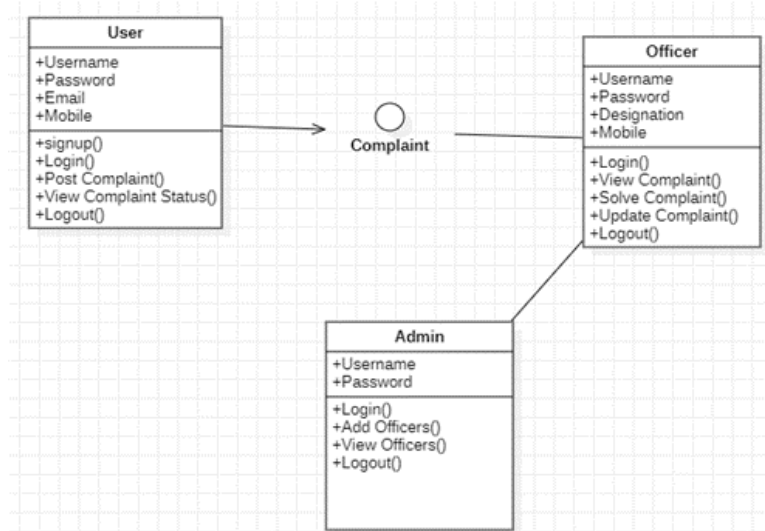 User
+Username
+Password
+Email
+Mobile
+signup()
+Login()
+Post Complaint()
+View Complaint Status()
+Logout()
Complaint
Officer
+Username
+Password
+Designation
+Mobile
+Login()
+View Complaint()
+Solve Complaint()
+Update Complaint()
+Logout()
Admin
+Username
+Password
+Login()
+Add Officers()
+View Officers()
+Logout()